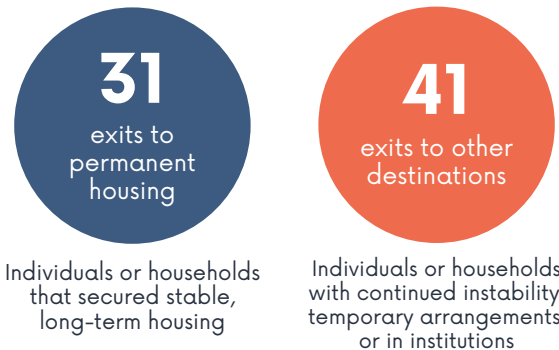 31
exits to
permanent
housing
Individuals or households
that secured stable,
long-term housing
41
exits to other
destinations
Individuals or households
with continued instability
temporary arrangements
or in institutions